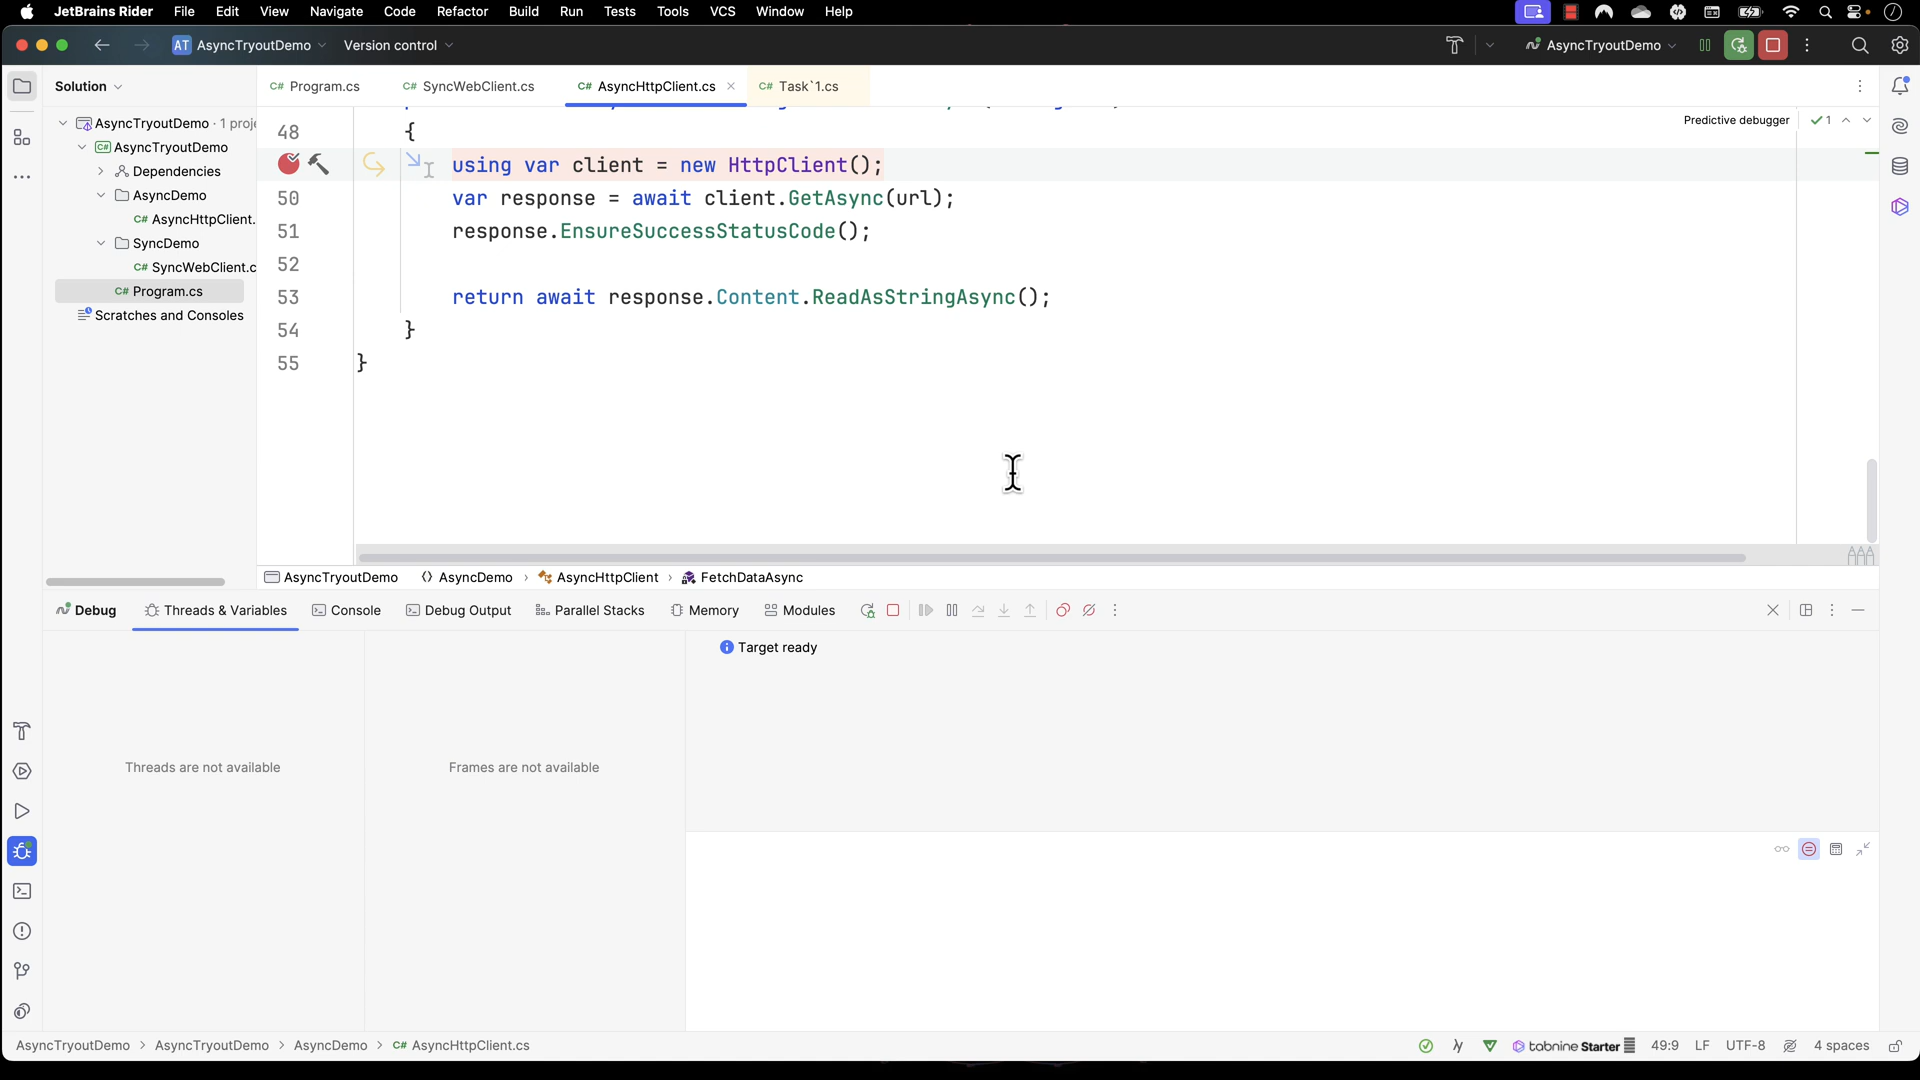 JetBrains Rider File Edit View Navigate Code Refactor Build Run Tests Tools VCS Window Help
AT AsyncTryoutDemo Version control AsyncTryoutDemo
Solution C# Program.cs C# SyncWebClient.cs C# AsyncHttpClient.cs C# Task`1.cs
Predictive debugger 1
AsyncTryoutDemo · 1 proje
C# AsyncTryoutDemo
Dependencies
AsyncDemo
C# AsyncHttpClient.
SyncDemo
C# SyncWebClient.c
C# Program.cs
Scratches and Consoles
48 {
using var client = new HttpClient();
50 var response = await client.GetAsync(url);
51 response.EnsureSuccessStatusCode();
52
53 return await response.Content.ReadAsStringAsync();
54 }
55 }
AsyncTryoutDemo AsyncDemo › AsyncHttpClient › FetchDataAsync
Debug Threads & Variables Console Debug Output Parallel Stacks Memory Modules
Target ready
Threads are not available
Frames are not available
AsyncTryoutDemo > AsyncTryoutDemo > AsyncDemo > C# AsyncHttpClient.cs tabnine Starter 49:9 LF UTF-8 4 spaces